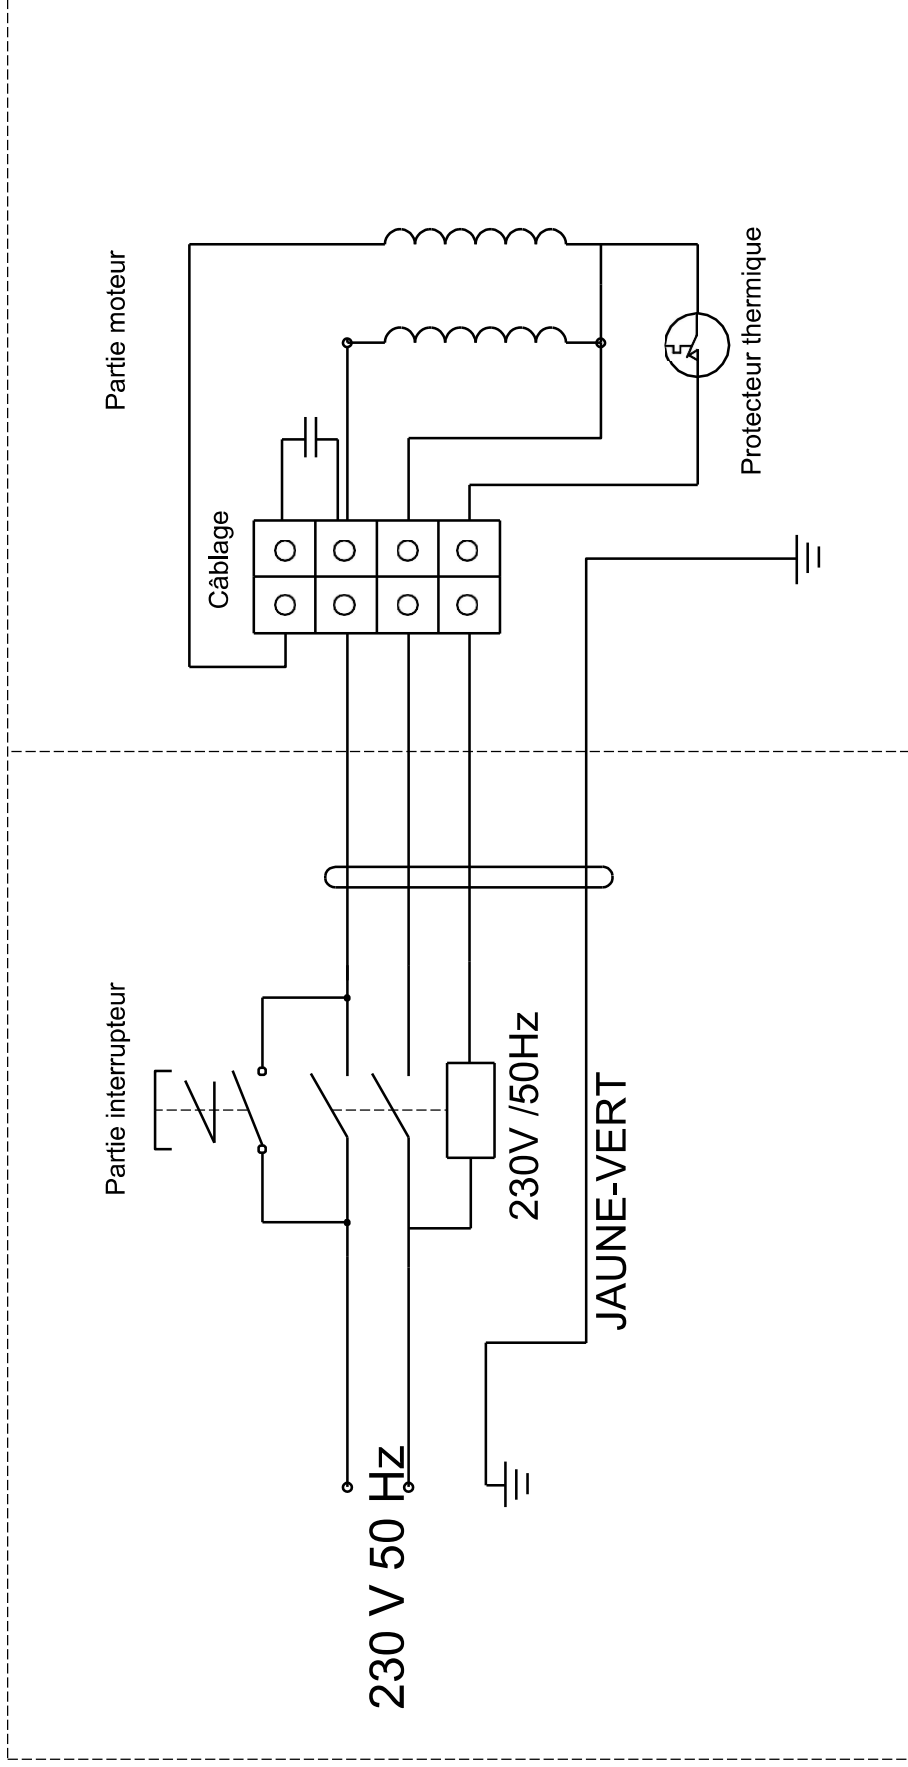 Partie interrupteur
Partie moteur
Câblage
230 V 50 Hz
230V /50Hz
JAUNE-VERT
Protecteur thermique